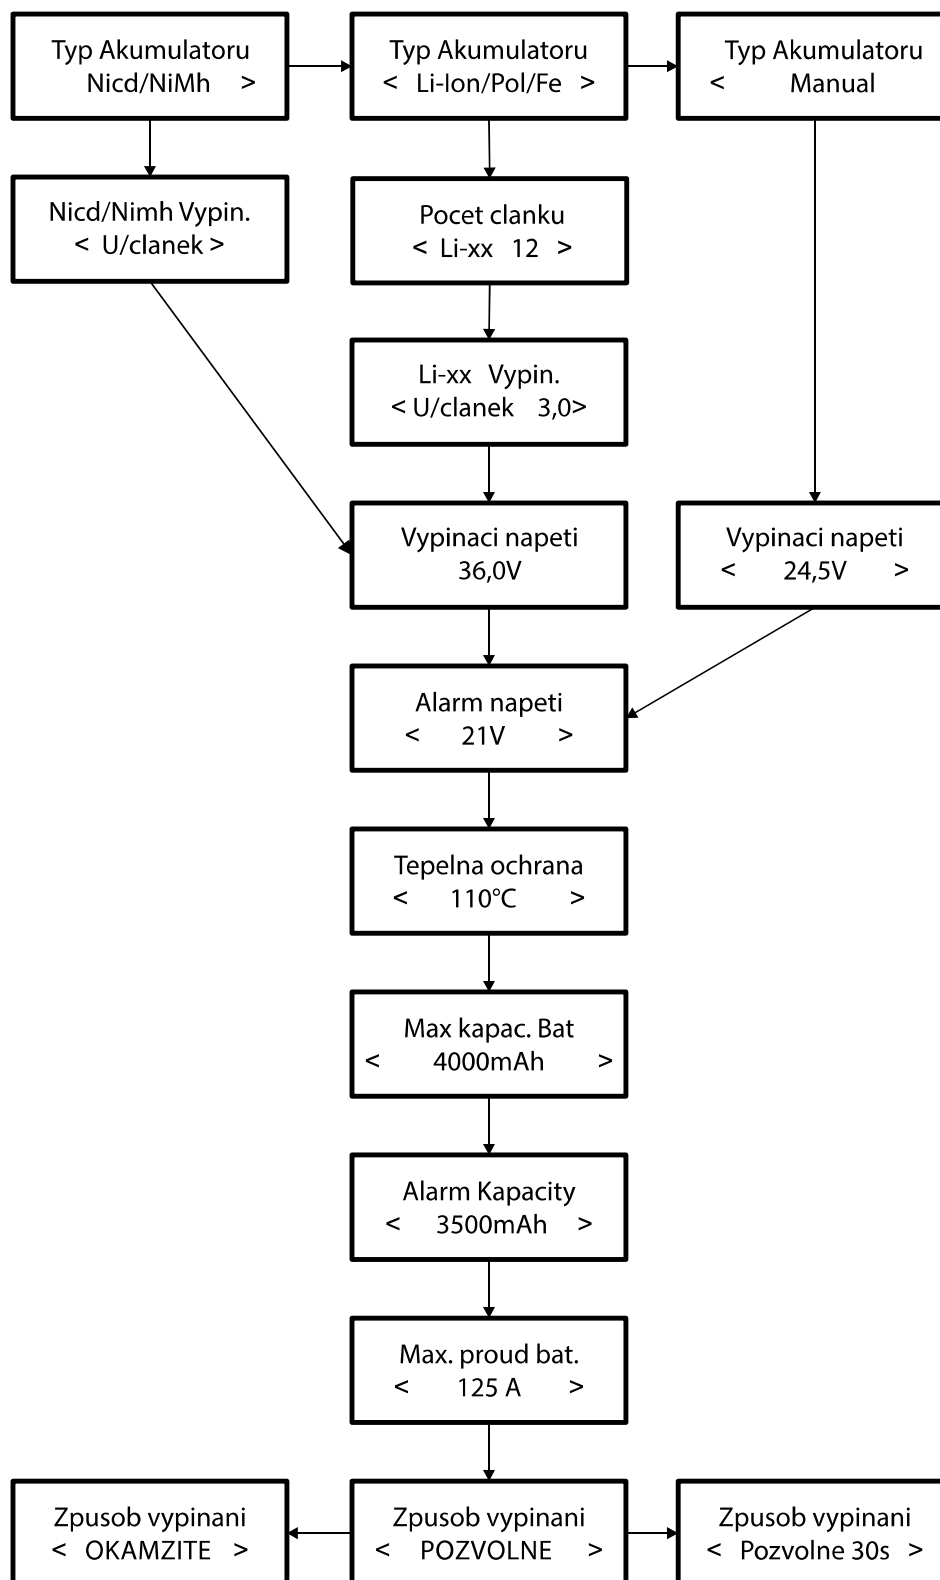 Typ Akumulatoru
Nicd/NiMh >
Typ Akumulatoru
< Li-Ion/Pol/Fe >
Typ Akumulatoru
< Manual
Nicd/Nimh Vypin.
< U/clanek >
Pocet clanku
< Li-xx 12 >
Li-xx Vypin.
< U/clanek 3,0>
Vypinaci napeti
36,0V
Vypinaci napeti
< 24,5V >
Alarm napeti
< 21V >
Tepelna ochrana
< 110°C >
Max kapac. Bat
< 4000mAh >
Alarm Kapacity
< 3500mAh >
Max. proud bat.
< 125 A >
Zpusob vypinani
< OKAMZITE >
Zpusob vypinani
< POZVOLNE >
Zpusob vypinani
< Pozvolne 30s >